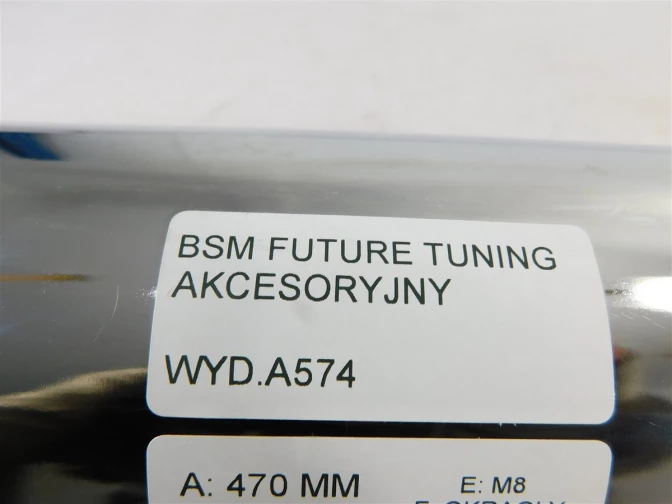 BSM FUTURE TUNING
AKCESORYJNY
WYD.A574
A: 470 MM
E: M8